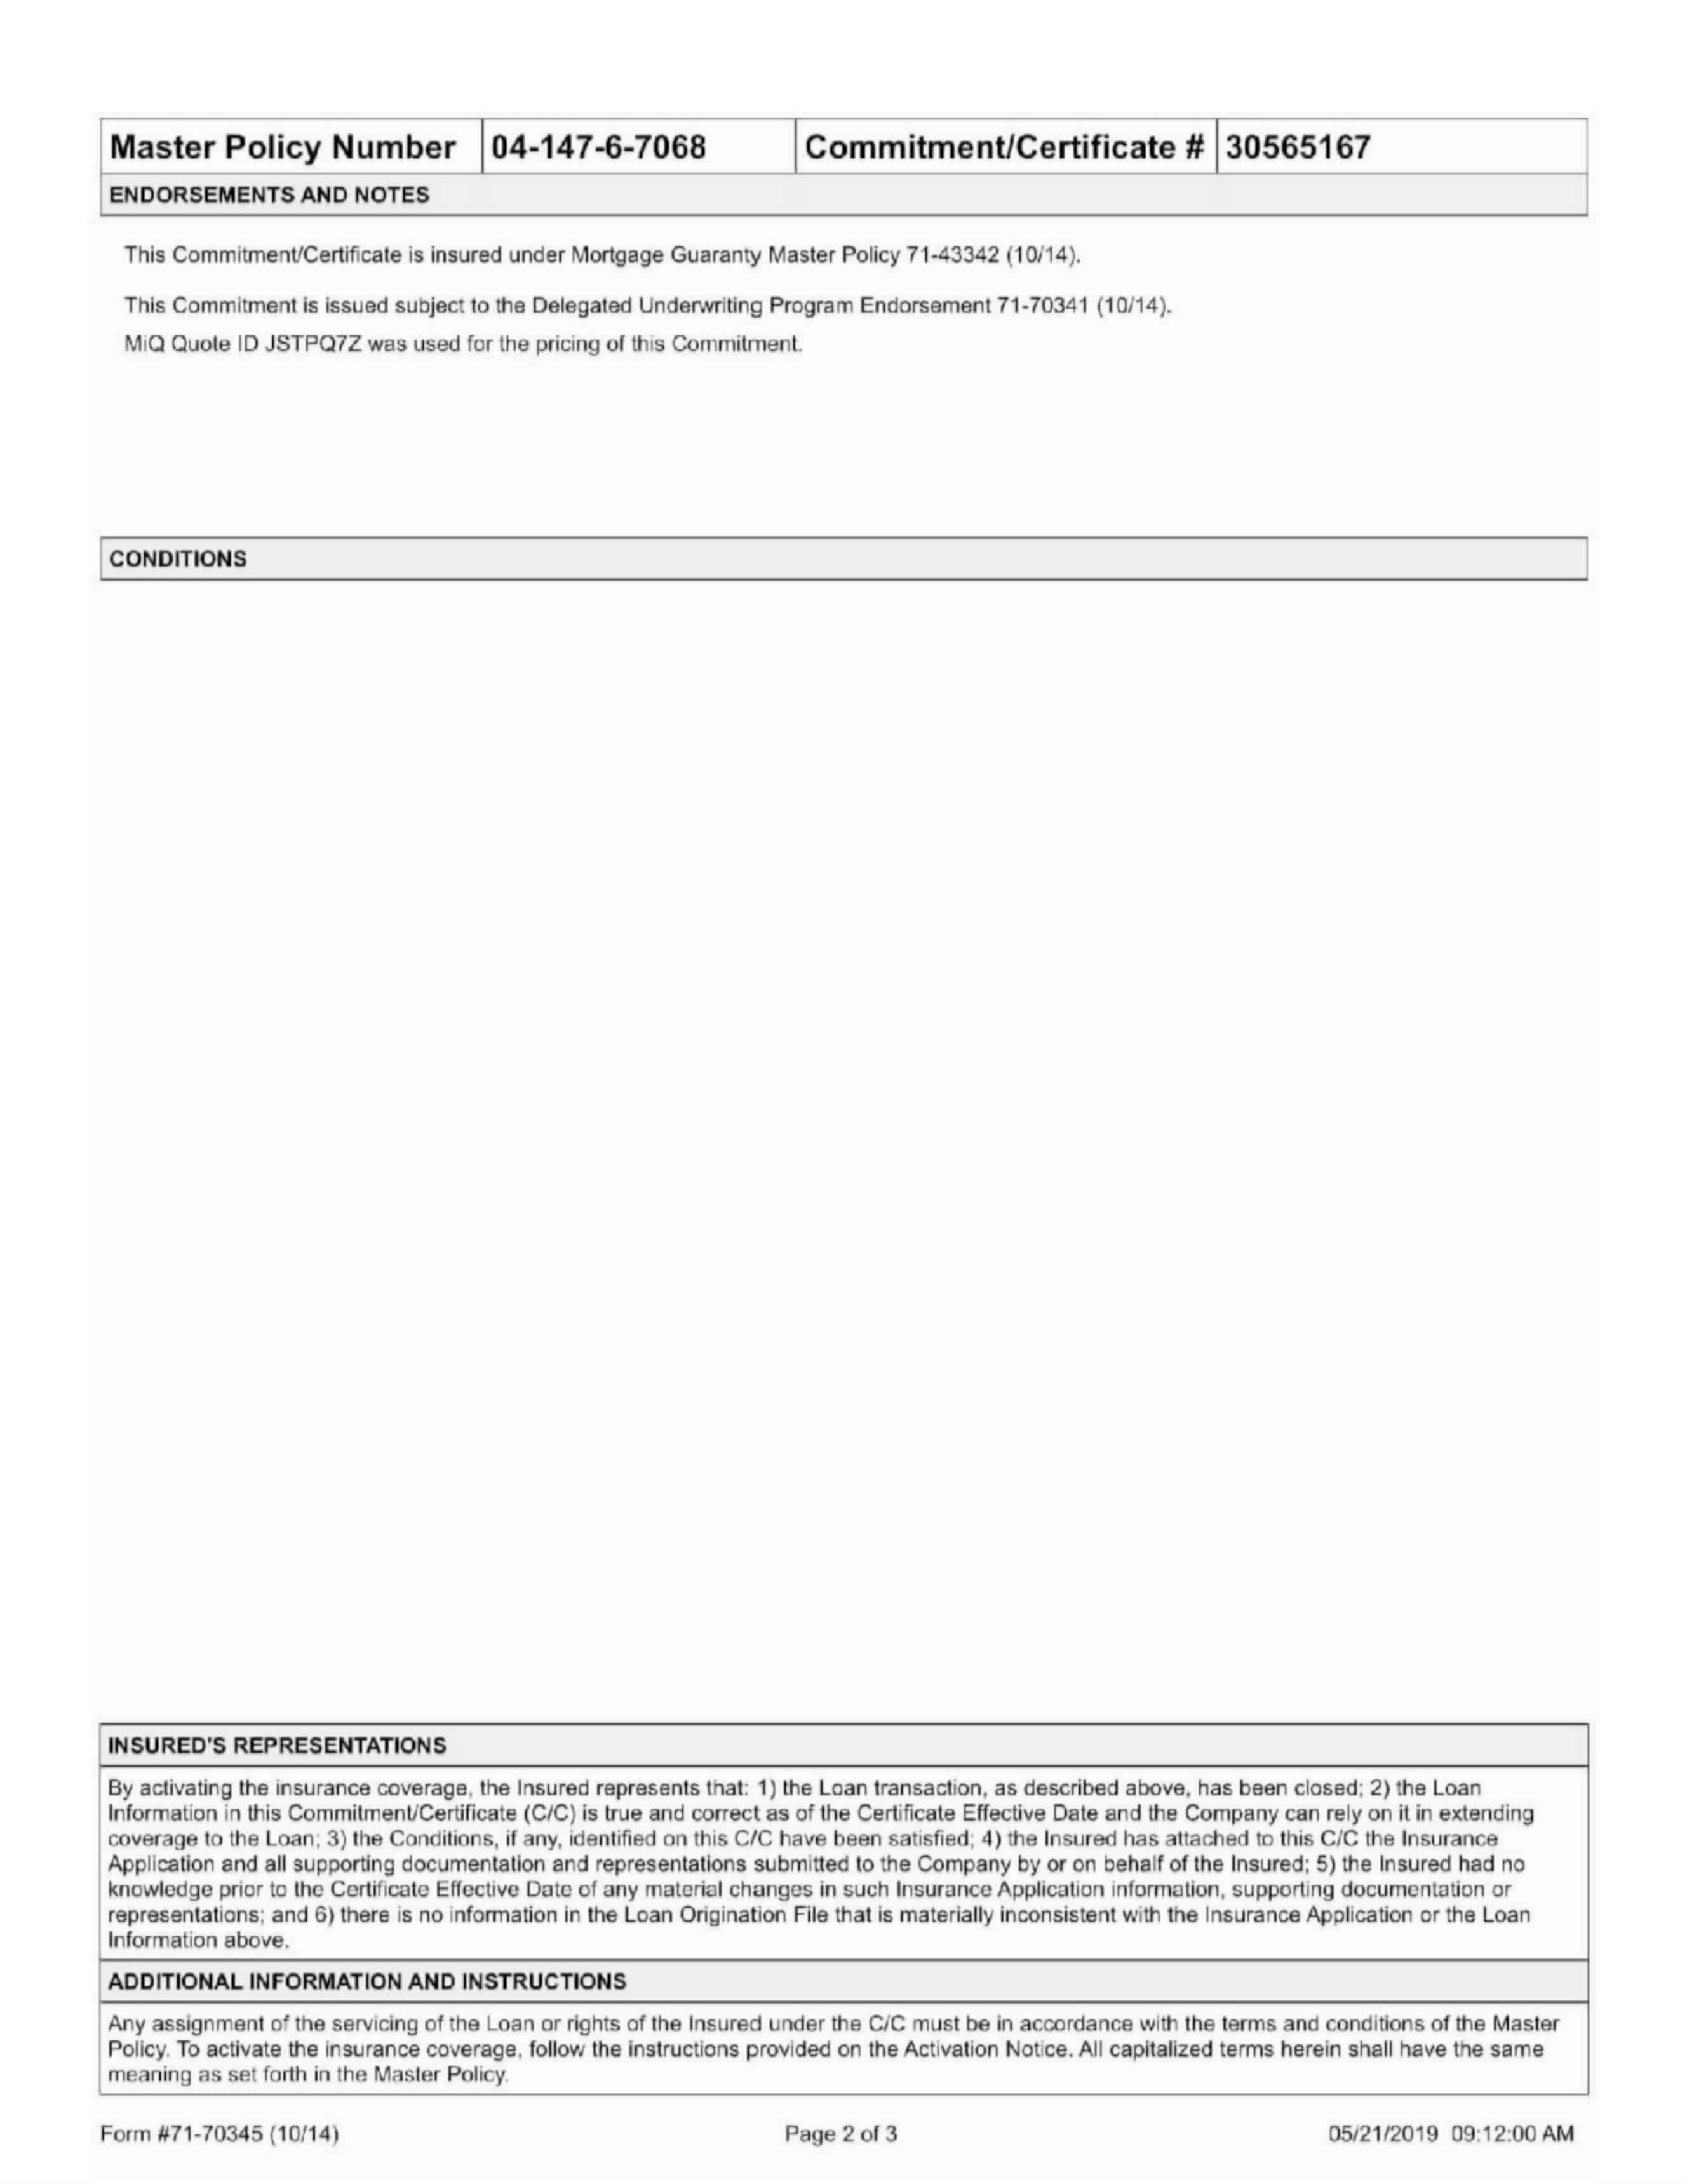 Master Policy Number 04-147-6-7068 Commitment/Certificate # 30565167
ENDORSEMENTS AND NOTES
This Commitment/Certificate is insured under Mortgage Guaranty Master Policy 71-43342 (10/14).
This Commitment is issued subject to the Delegated Underwriting Program Endorsement 71-70341 (10/14).
MiQ Quote ID JSTPQ7Z was used for the pricing of this Commitment.
CONDITIONS
INSURED'S REPRESENTATIONS
By activating the insurance coverage, the Insured represents that: 1) the Loan transaction, as described above, has been closed; 2) the Loan
Information in this Commitment/Certificate (C/C) is true and correct as of the Certificate Effective Date and the Company can rely on it in extending
coverage to the Loan; 3) the Conditions, if any, identified on this C/C have been satisfied; 4) the Insured has attached to this C/C the Insurance
Application and all supporting documentation and representations submitted to the Company by or on behalf of the Insured; 5) the Insured had no
knowledge prior to the Certificate Effective Date of any material changes in such Insurance Application information, supporting documentation or
representations; and 6) there is no information in the Loan Origination File that is materially inconsistent with the Insurance Application or the Loan
Information above.
ADDITIONAL INFORMATION AND INSTRUCTIONS
Any assignment of the servicing of the Loan or rights of the Insured under the C/C must be in accordance with the terms and conditions of the Master
Policy. To activate the insurance coverage, follow the instructions provided on the Activation Notice. All capitalized terms herein shall have the same
meaning as set forth in the Master Policy.
Form #71-70345 (10/14) Page 2 of 3 05/21/2019 09:12:00 AM